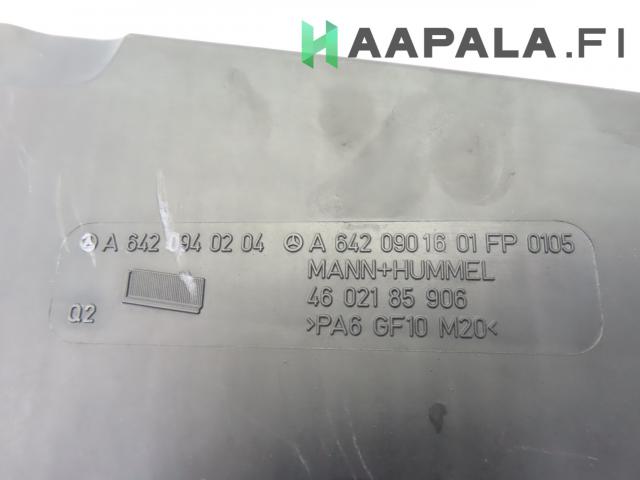 HAAPALA.FI
A 642 094 02 04
A 642 090 16 01 FP 0105
MANN+HUMMEL
46 021 85 906
>PA6 GF10 M20<
Q2